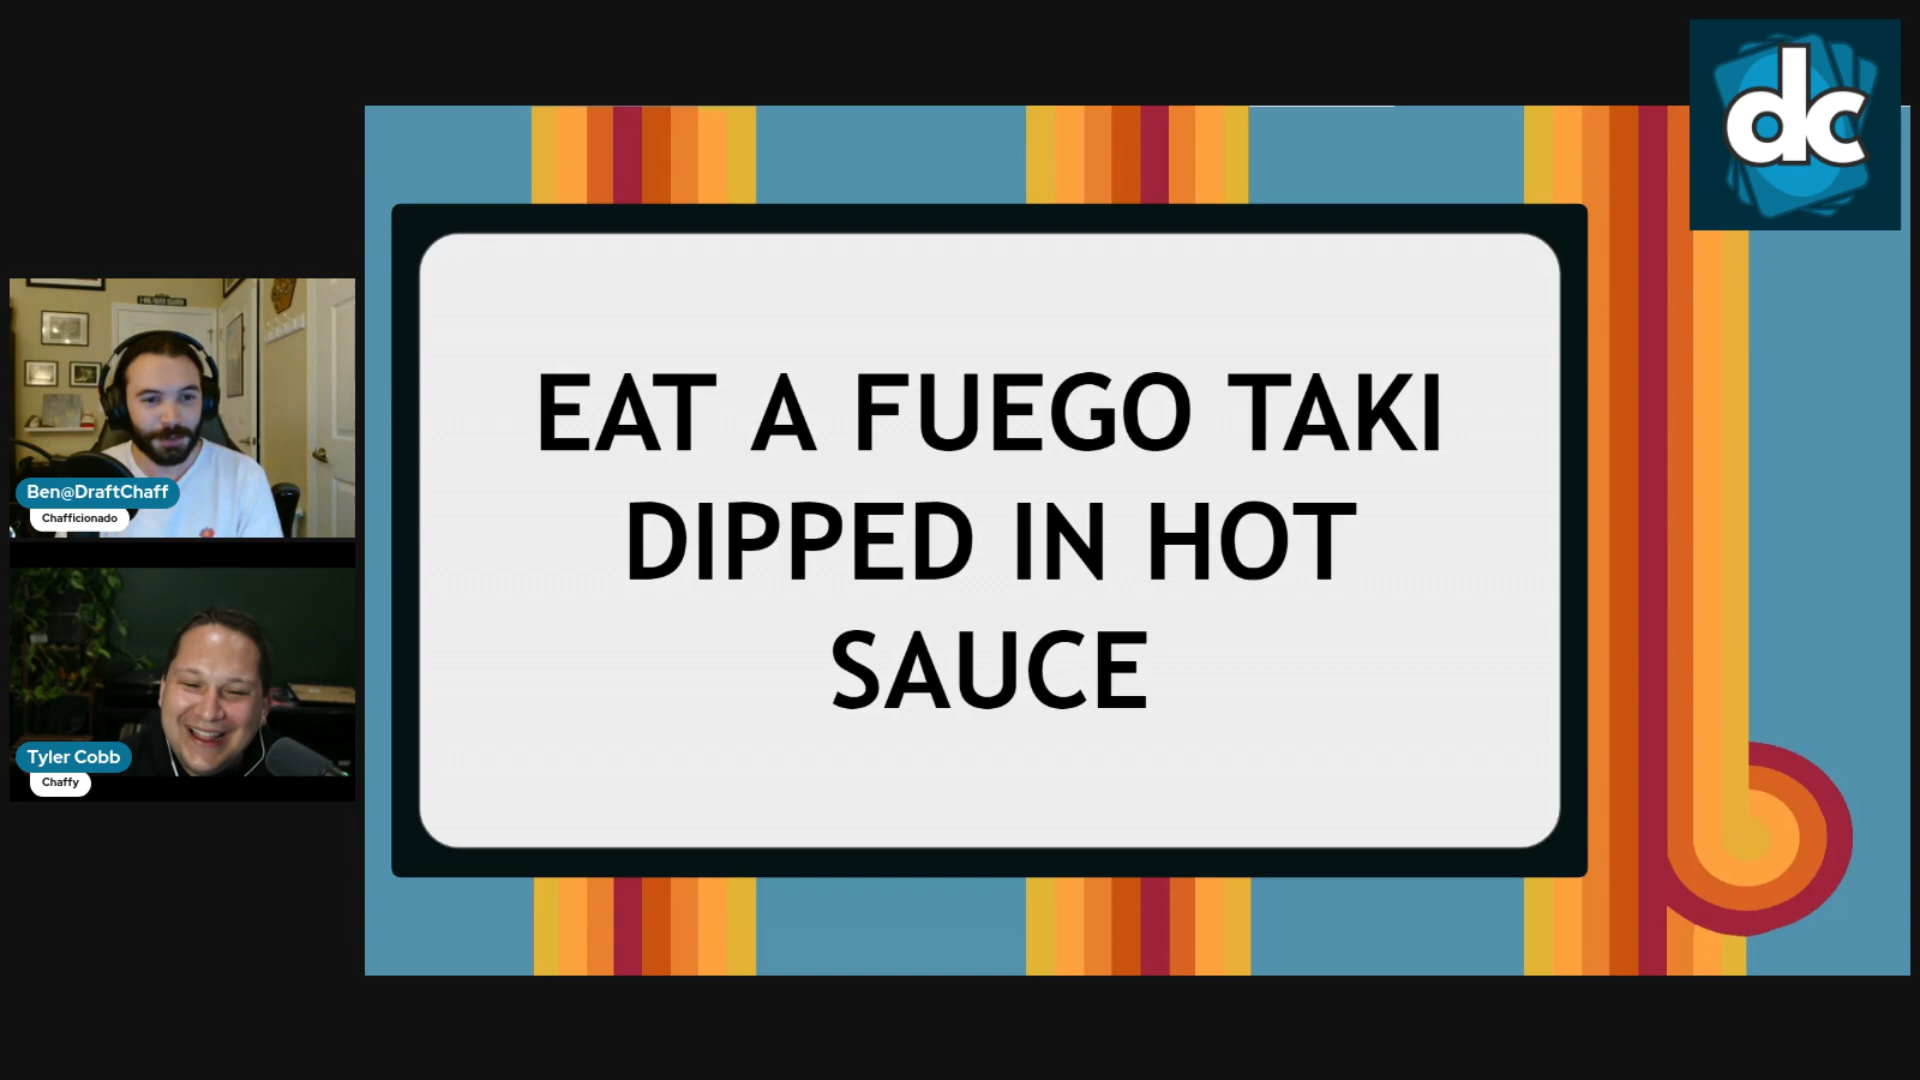 dc
EAT A FUEGO TAKI
DIPPED IN HOT
SAUCE
Ben@DraftChaff
Chafficionado
Tyler Cobb
Chaffy